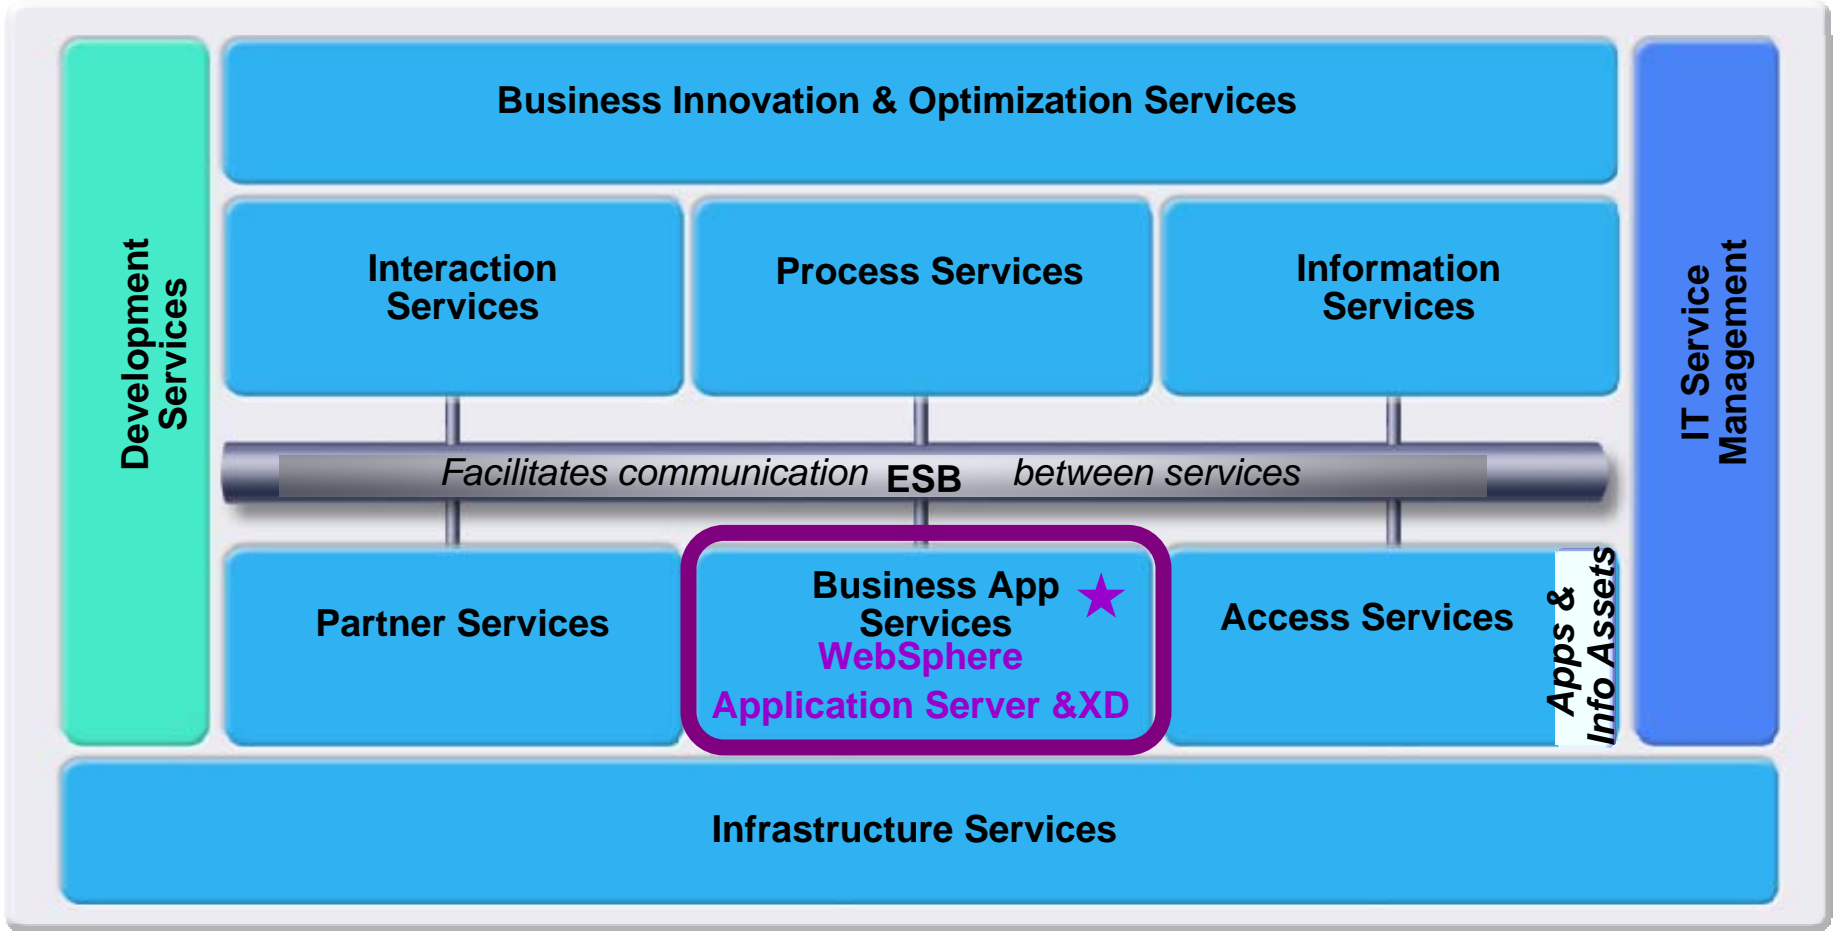 Business Innovation & Optimization Services
Development
Services
Interaction
Services
Process Services
Information
Services
IT Service
Management
Facilitates communication ESB between services
Partner Services
Business App
Services
WebSphere
Application Server &XD
Access Services
Apps &
Info Assets
Infrastructure Services